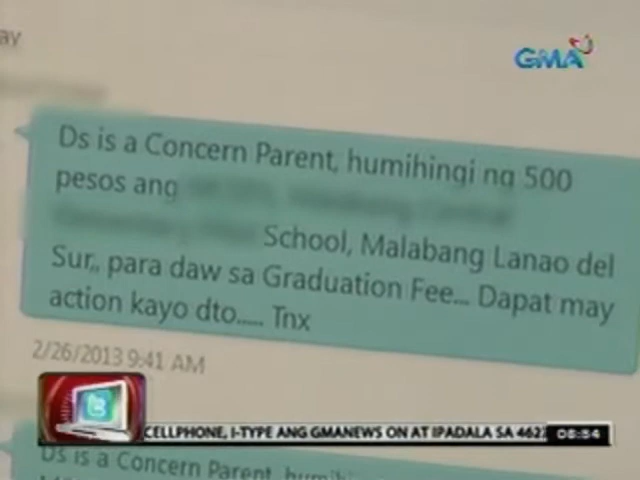 ay
GMA
Ds is a Concern Parent, humihingi ng 500
pesos ang
School, Malabang Lanao del
Sur,, para daw sa Graduation Fee... Dapat may
action kayo dto..... Tnx
2/26/2013 9:41 AM
CELLPHONE, I-TYPE ANG GMANEWS ON AT IPADALA SA 4627
08:54
Ds is a Concern Parent,